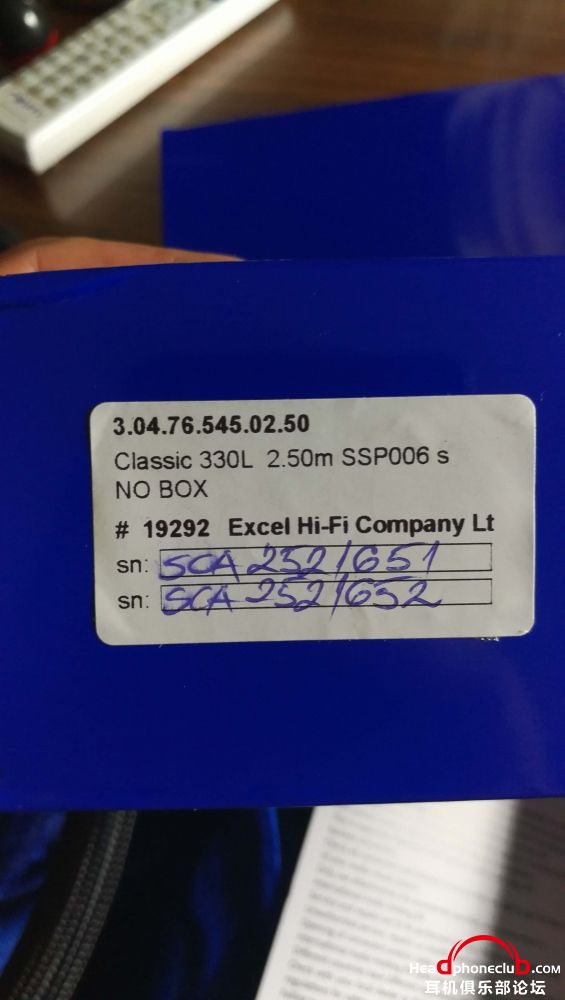 3.04.76.545.02.50
Classic 330L 2.50m SSP006 s
NO BOX
# 19292 Excel Hi-Fi Company Lt
sn: SCA 252/651
sn: SCA 252/652
Headphoneclub.com
耳机俱乐部论坛